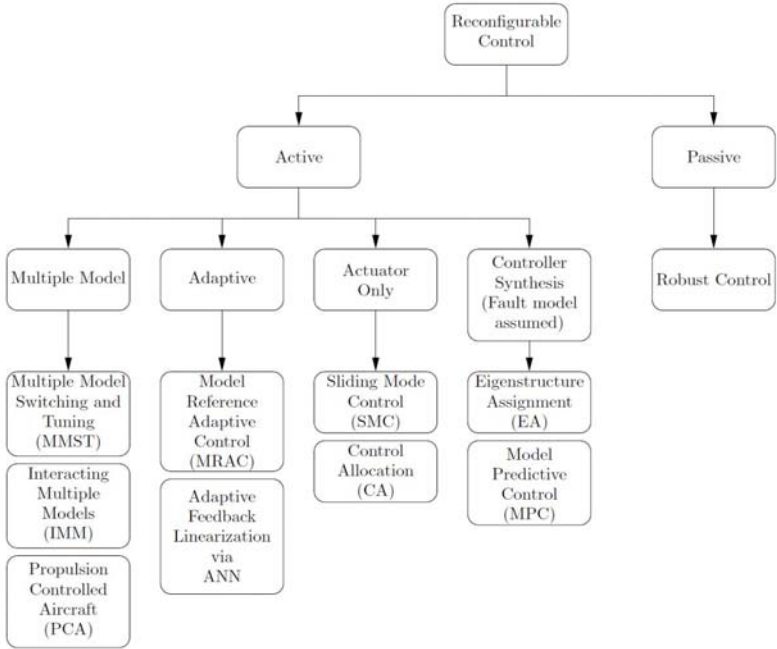 Reconfigurable
Control
Active
Passive
Multiple Model
Adaptive
Actuator
Only
Controller
Synthesis
(Fault model
assumed)
Robust Control
Multiple Model
Switching and
Tuning
(MMST)
Model
Reference
Adaptive
Control
(MRAC)
Sliding Mode
Control
(SMC)
Eigenstructure
Assignment
(EA)
Interacting
Multiple
Models
(IMM)
Adaptive
Feedback
Linearization
via
ANN
Control
Allocation
(CA)
Model
Predictive
Control
(MPC)
Propulsion
Controlled
Aircraft
(PCA)